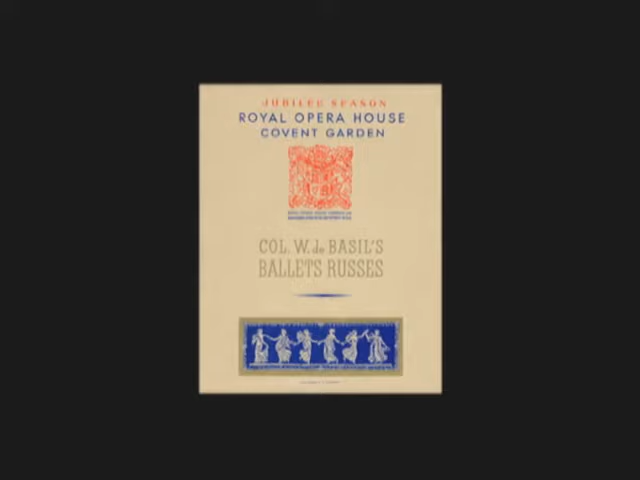 JUBILEE SEASON
ROYAL OPERA HOUSE
COVENT GARDEN
COL. W. de BASIL'S
BALLETS RUSSES